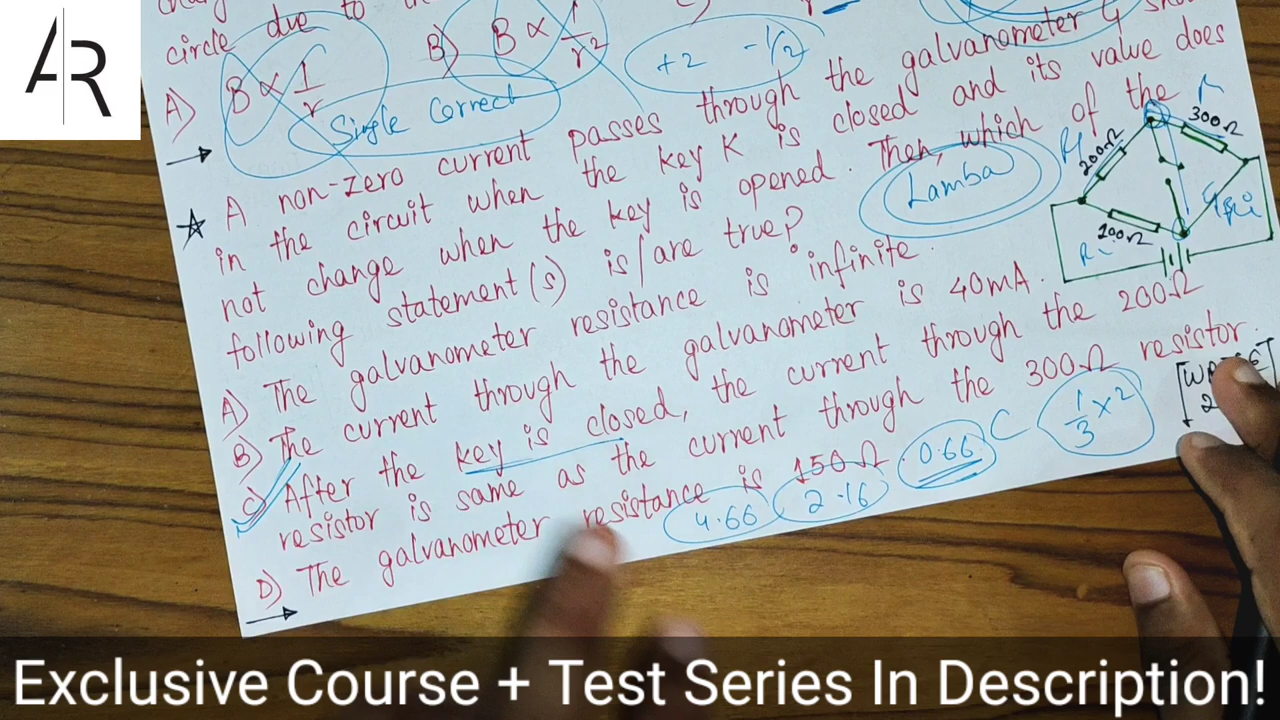 AR
circle due to
A) B ∝ 1/r
B) B ∝ 1/r²
+2 -1/2
Single Correct
A non-zero current passes through the galvanometer G
in the circuit when the key K is closed and its value does
not change when the key is opened. Then, which of the
following statement(s) is/are true?
Lamba
200Ω
300Ω
100Ω
G
A) The galvanometer resistance is infinite.
B) The current through the galvanometer is 40mA.
C) After the key is closed, the current through the 200Ω
resistor is same as the current through the 300Ω resistor.
D) The galvanometer resistance is 150Ω
4.66
2.16
0.66
C
1/3 x 2
Exclusive Course + Test Series In Description!